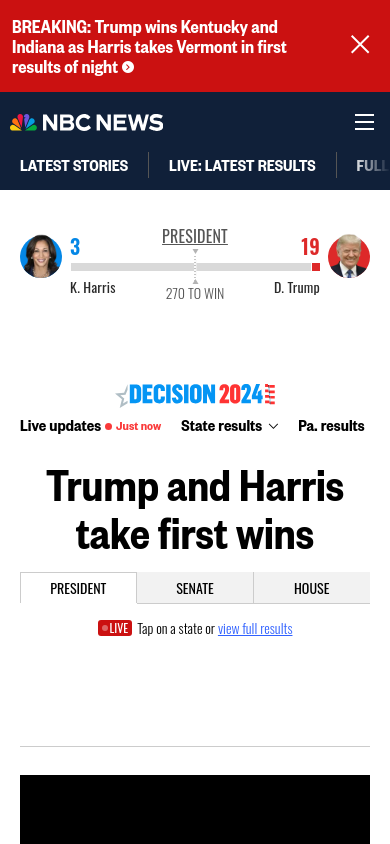 BREAKING: Trump wins Kentucky and
Indiana as Harris takes Vermont in first
results of night
NBC NEWS
LATEST STORIES
LIVE: LATEST RESULTS
FULL
PRESIDENT
3
19
K. Harris
270 TO WIN
D. Trump
DECISION 2024
Live updates Just now
State results
Pa. results
Trump and Harris
take first wins
PRESIDENT
SENATE
HOUSE
LIVE Tap on a state or view full results